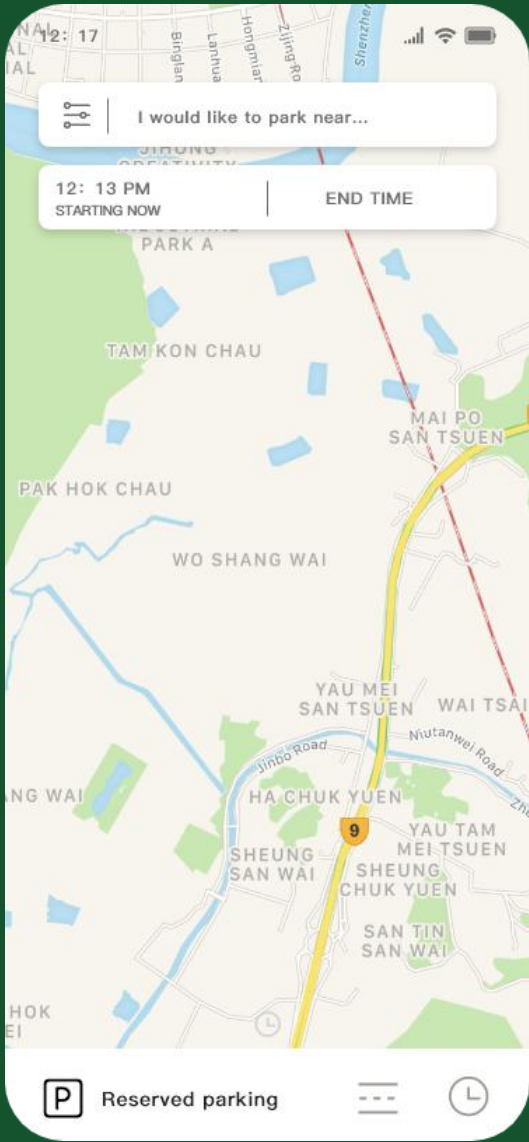 12: 17
Binglan
Lanhua
Hongmian
Zijing Ro
Shenzhen
I would like to park near...
12: 13 PM
STARTING NOW
END TIME
PARK A
TAM KON CHAU
MAI PO
SAN TSUEN
PAK HOK CHAU
WO SHANG WAI
YAU MEI
SAN TSUEN
WAI TSAI
Niutanwei Road
Jinbo Road
ANG WAI
HA CHUK YUEN
9
YAU TAM
MEI TSUEN
SHEUNG
SAN WAI
SHEUNG
CHUK YUEN
SAN TIN
SAN WAI
HOK
EI
P
Reserved parking